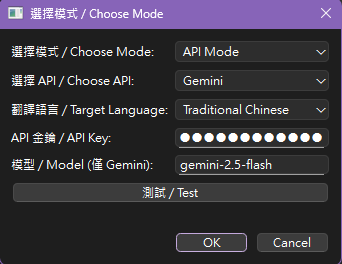 選擇模式 / Choose Mode
選擇模式 / Choose Mode: API Mode
選擇 API / Choose API: Gemini
翻譯語言 / Target Language: Traditional Chinese
API 金鑰 / API Key: ●●●●●●●●●●●●
模型 / Model (僅 Gemini): gemini-2.5-flash
測試 / Test
OK Cancel